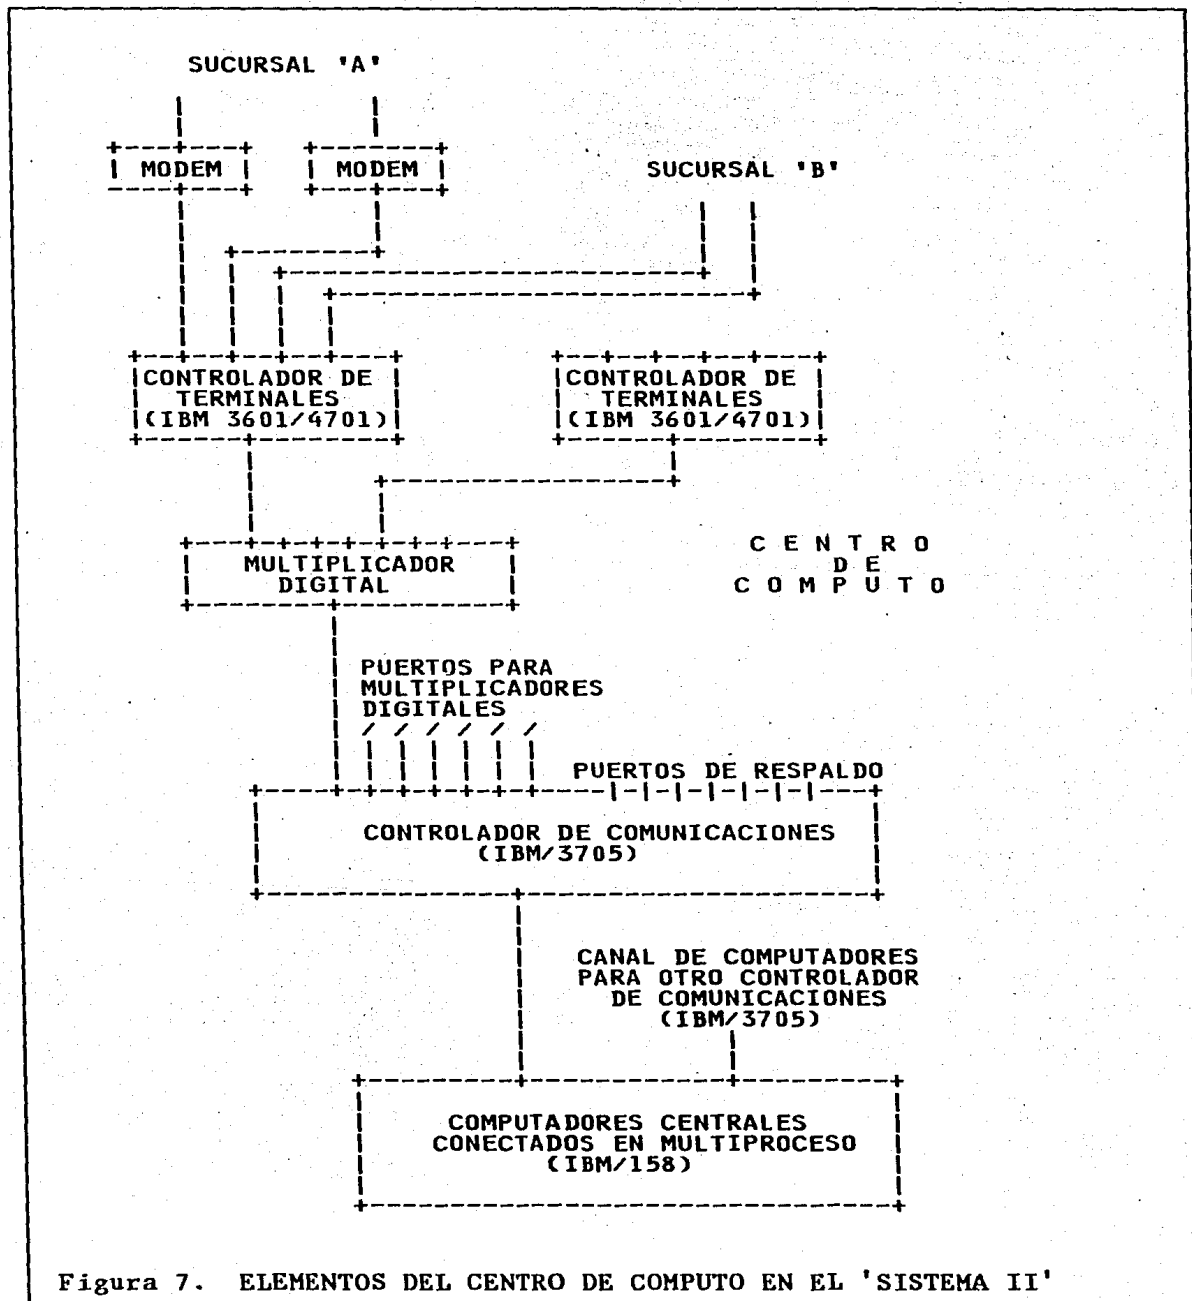 SUCURSAL 'A'
MODEM
MODEM
SUCURSAL 'B'
CONTROLADOR DE
TERMINALES
(IBM 3601/4701)
CONTROLADOR DE
TERMINALES
(IBM 3601/4701)
MULTIPLICADOR
DIGITAL
C E N T R O
D E
C O M P U T O
PUERTOS PARA
MULTIPLICADORES
DIGITALES
PUERTOS DE RESPALDO
CONTROLADOR DE COMUNICACIONES
(IBM/3705)
CANAL DE COMPUTADORES
PARA OTRO CONTROLADOR
DE COMUNICACIONES
(IBM/3705)
COMPUTADORES CENTRALES
CONECTADOS EN MULTIPROCESO
(IBM/158)
Figura 7. ELEMENTOS DEL CENTRO DE COMPUTO EN EL 'SISTEMA II'